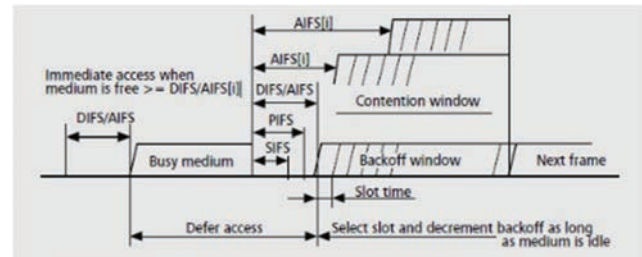 AIFS[i]
AIFS[i]
Immediate access when
medium is free >= DIFS/AIFS[i]
DIFS/AIFS
Contention window
DIFS/AIFS
PIFS
SIFS
Busy medium
Backoff window
Next frame
Slot time
Defer access
Select slot and decrement backoff as long
as medium is idle